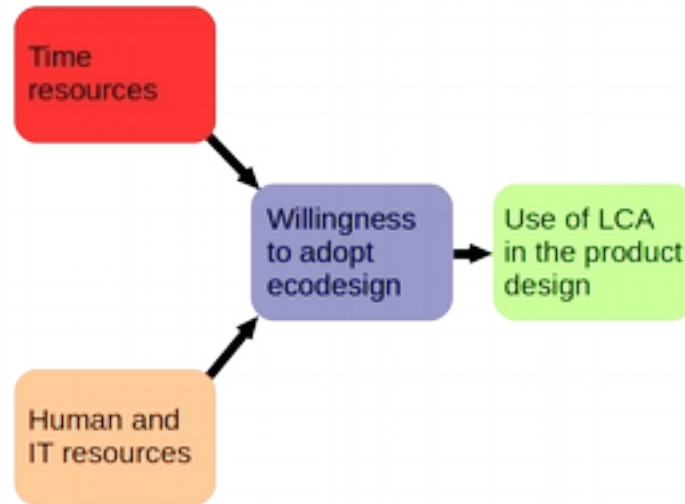 Time
resources
Willingness
to adopt
ecodesign
Use of LCA
in the product
design
Human and
IT resources